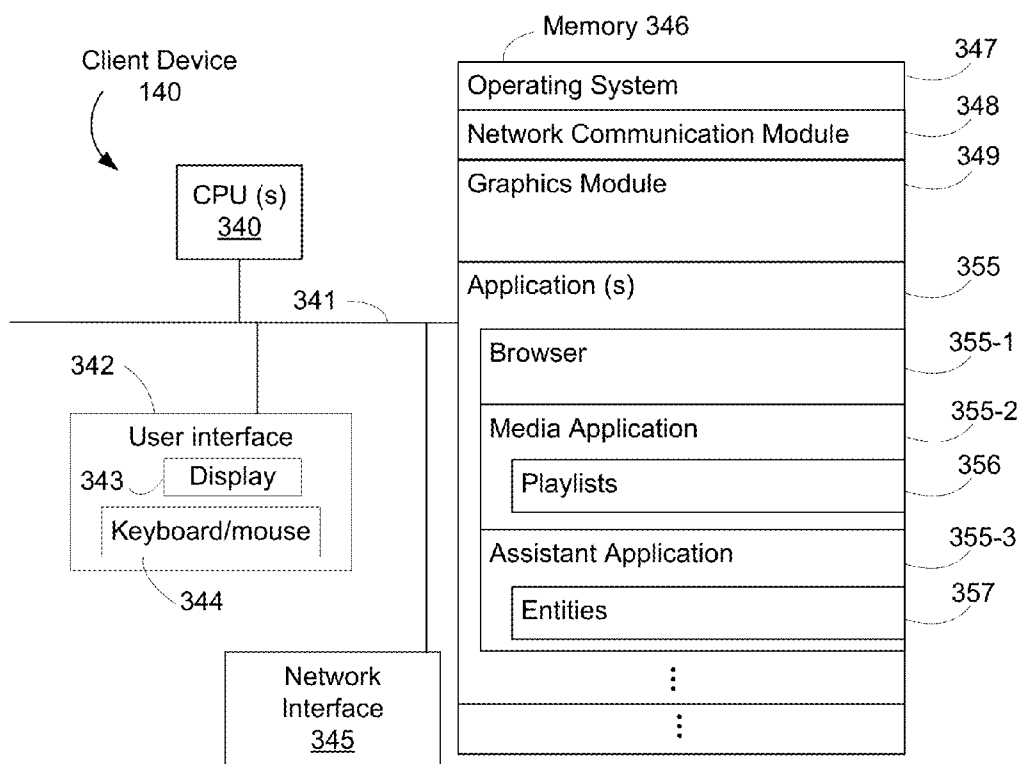 Memory 346
Client Device
140
347
Operating System
348
Network Communication Module
349
Graphics Module
CPU (s)
340
355
Application (s)
341
355-1
Browser
342
355-2
Media Application
User interface
343
Display
356
Playlists
Keyboard/mouse
355-3
Assistant Application
344
357
Entities
Network
Interface
345